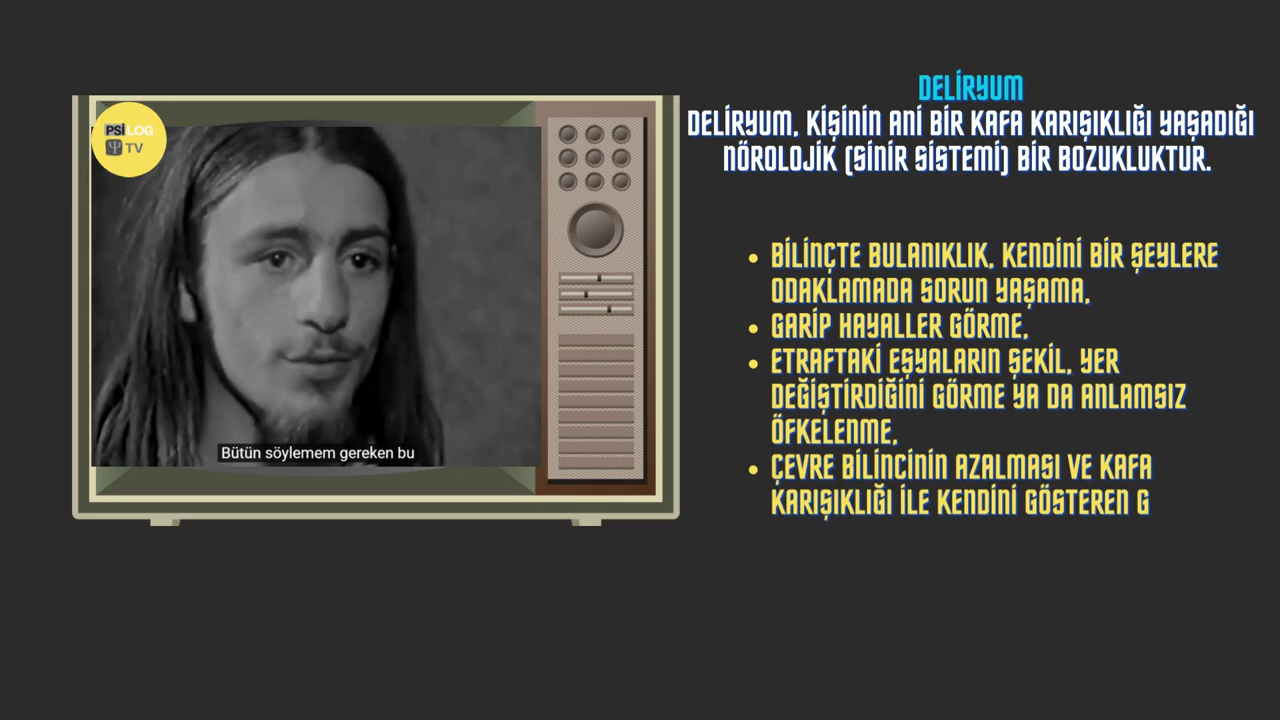 PSİLOG
Ψ TV
Bütün söylemem gereken bu
DELİRYUM
DELİRYUM, KİŞİNİN ANİ BİR KAFA KARIŞIKLIĞI YAŞADIĞI
NÖROLOJİK (SİNİR SİSTEMİ) BİR BOZUKLUKTUR.
• BİLİNÇTE BULANIKLIK, KENDİNİ BİR ŞEYLERE
ODAKLAMADA SORUN YAŞAMA,
• GARİP HAYALLER GÖRME,
• ETRAFTAKİ EŞYALARIN ŞEKİL, YER
DEĞİŞTİRDİĞİNİ GÖRME YA DA ANLAMSIZ
ÖFKELENME,
• ÇEVRE BİLİNCİNİN AZALMASI VE KAFA
KARIŞIKLIĞI İLE KENDİNİ GÖSTEREN G